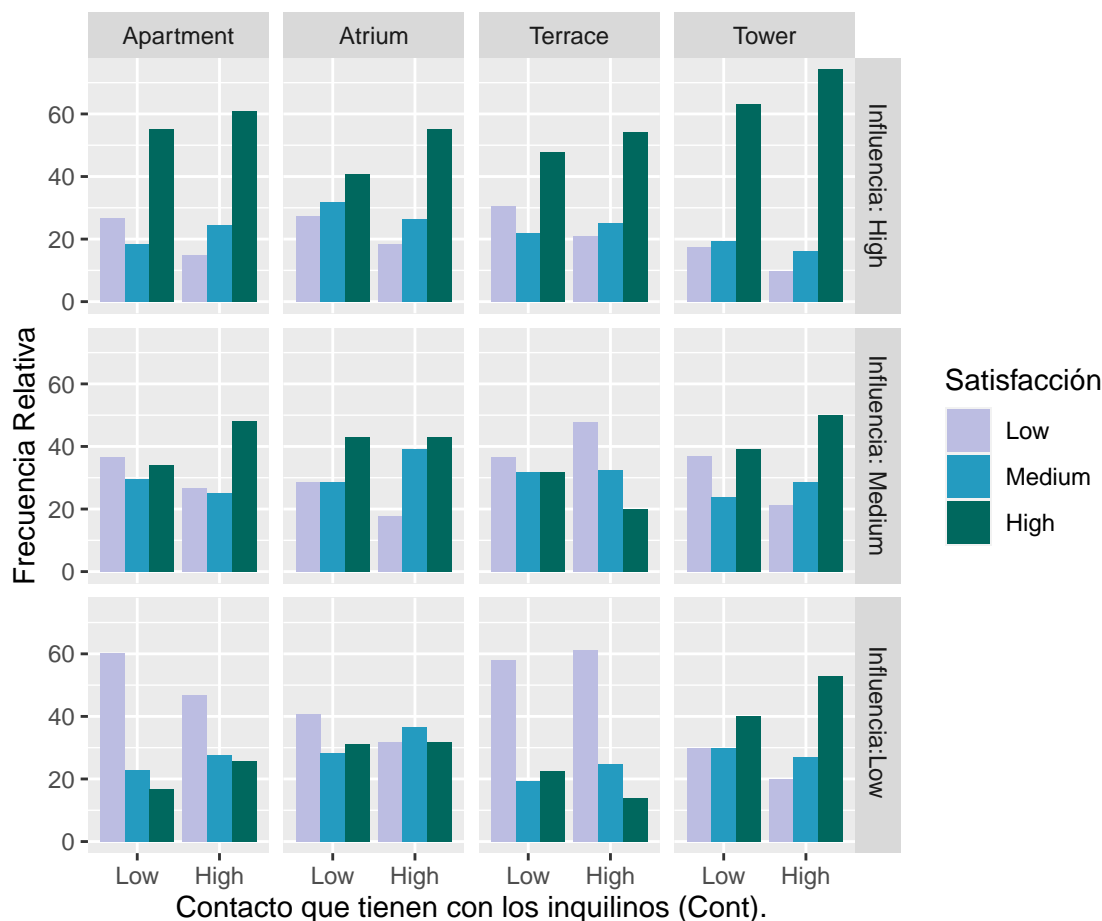 Apartment Atrium Terrace Tower
60
40
20
0
Influencia: High
Frecuencia Relativa
60
40
20
0
Influencia: Medium
60
40
20
0
Influencia:Low
Low High Low High Low High Low High
Contacto que tienen con los inquilinos (Cont).
Satisfacción
Low
Medium
High